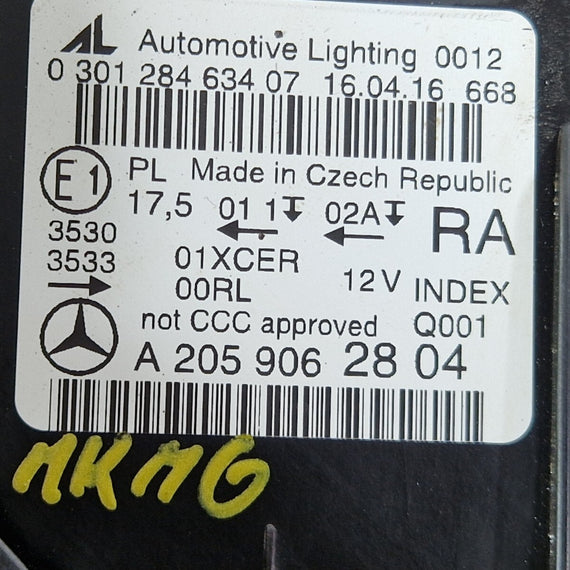 AL Automotive Lighting 0012
0 301 284 634 07 16.04.16 668
E1 PL Made in Czech Republic
17,5 01 1 02A RA
3530
3533 01XCER
00RL 12V INDEX
not CCC approved Q001
A 205 906 28 04
MKMG